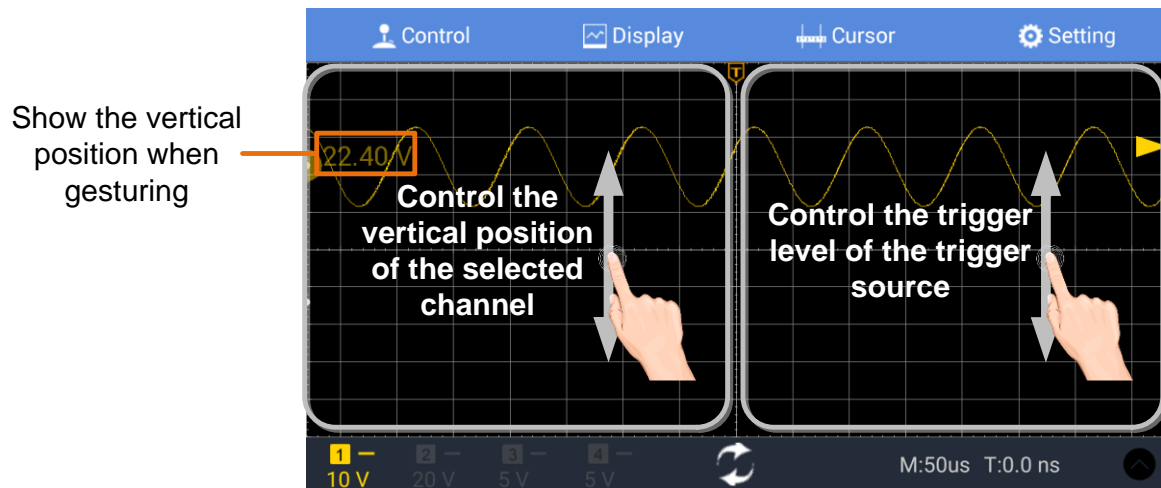 Control Display Cursor Setting
T
Show the vertical
position when
gesturing
22.40 V
Control the
vertical position
of the selected
channel
Control the trigger
level of the trigger
source
1 2 3 4
10 V 20 V 5 V 5 V
M:50us T:0.0 ns